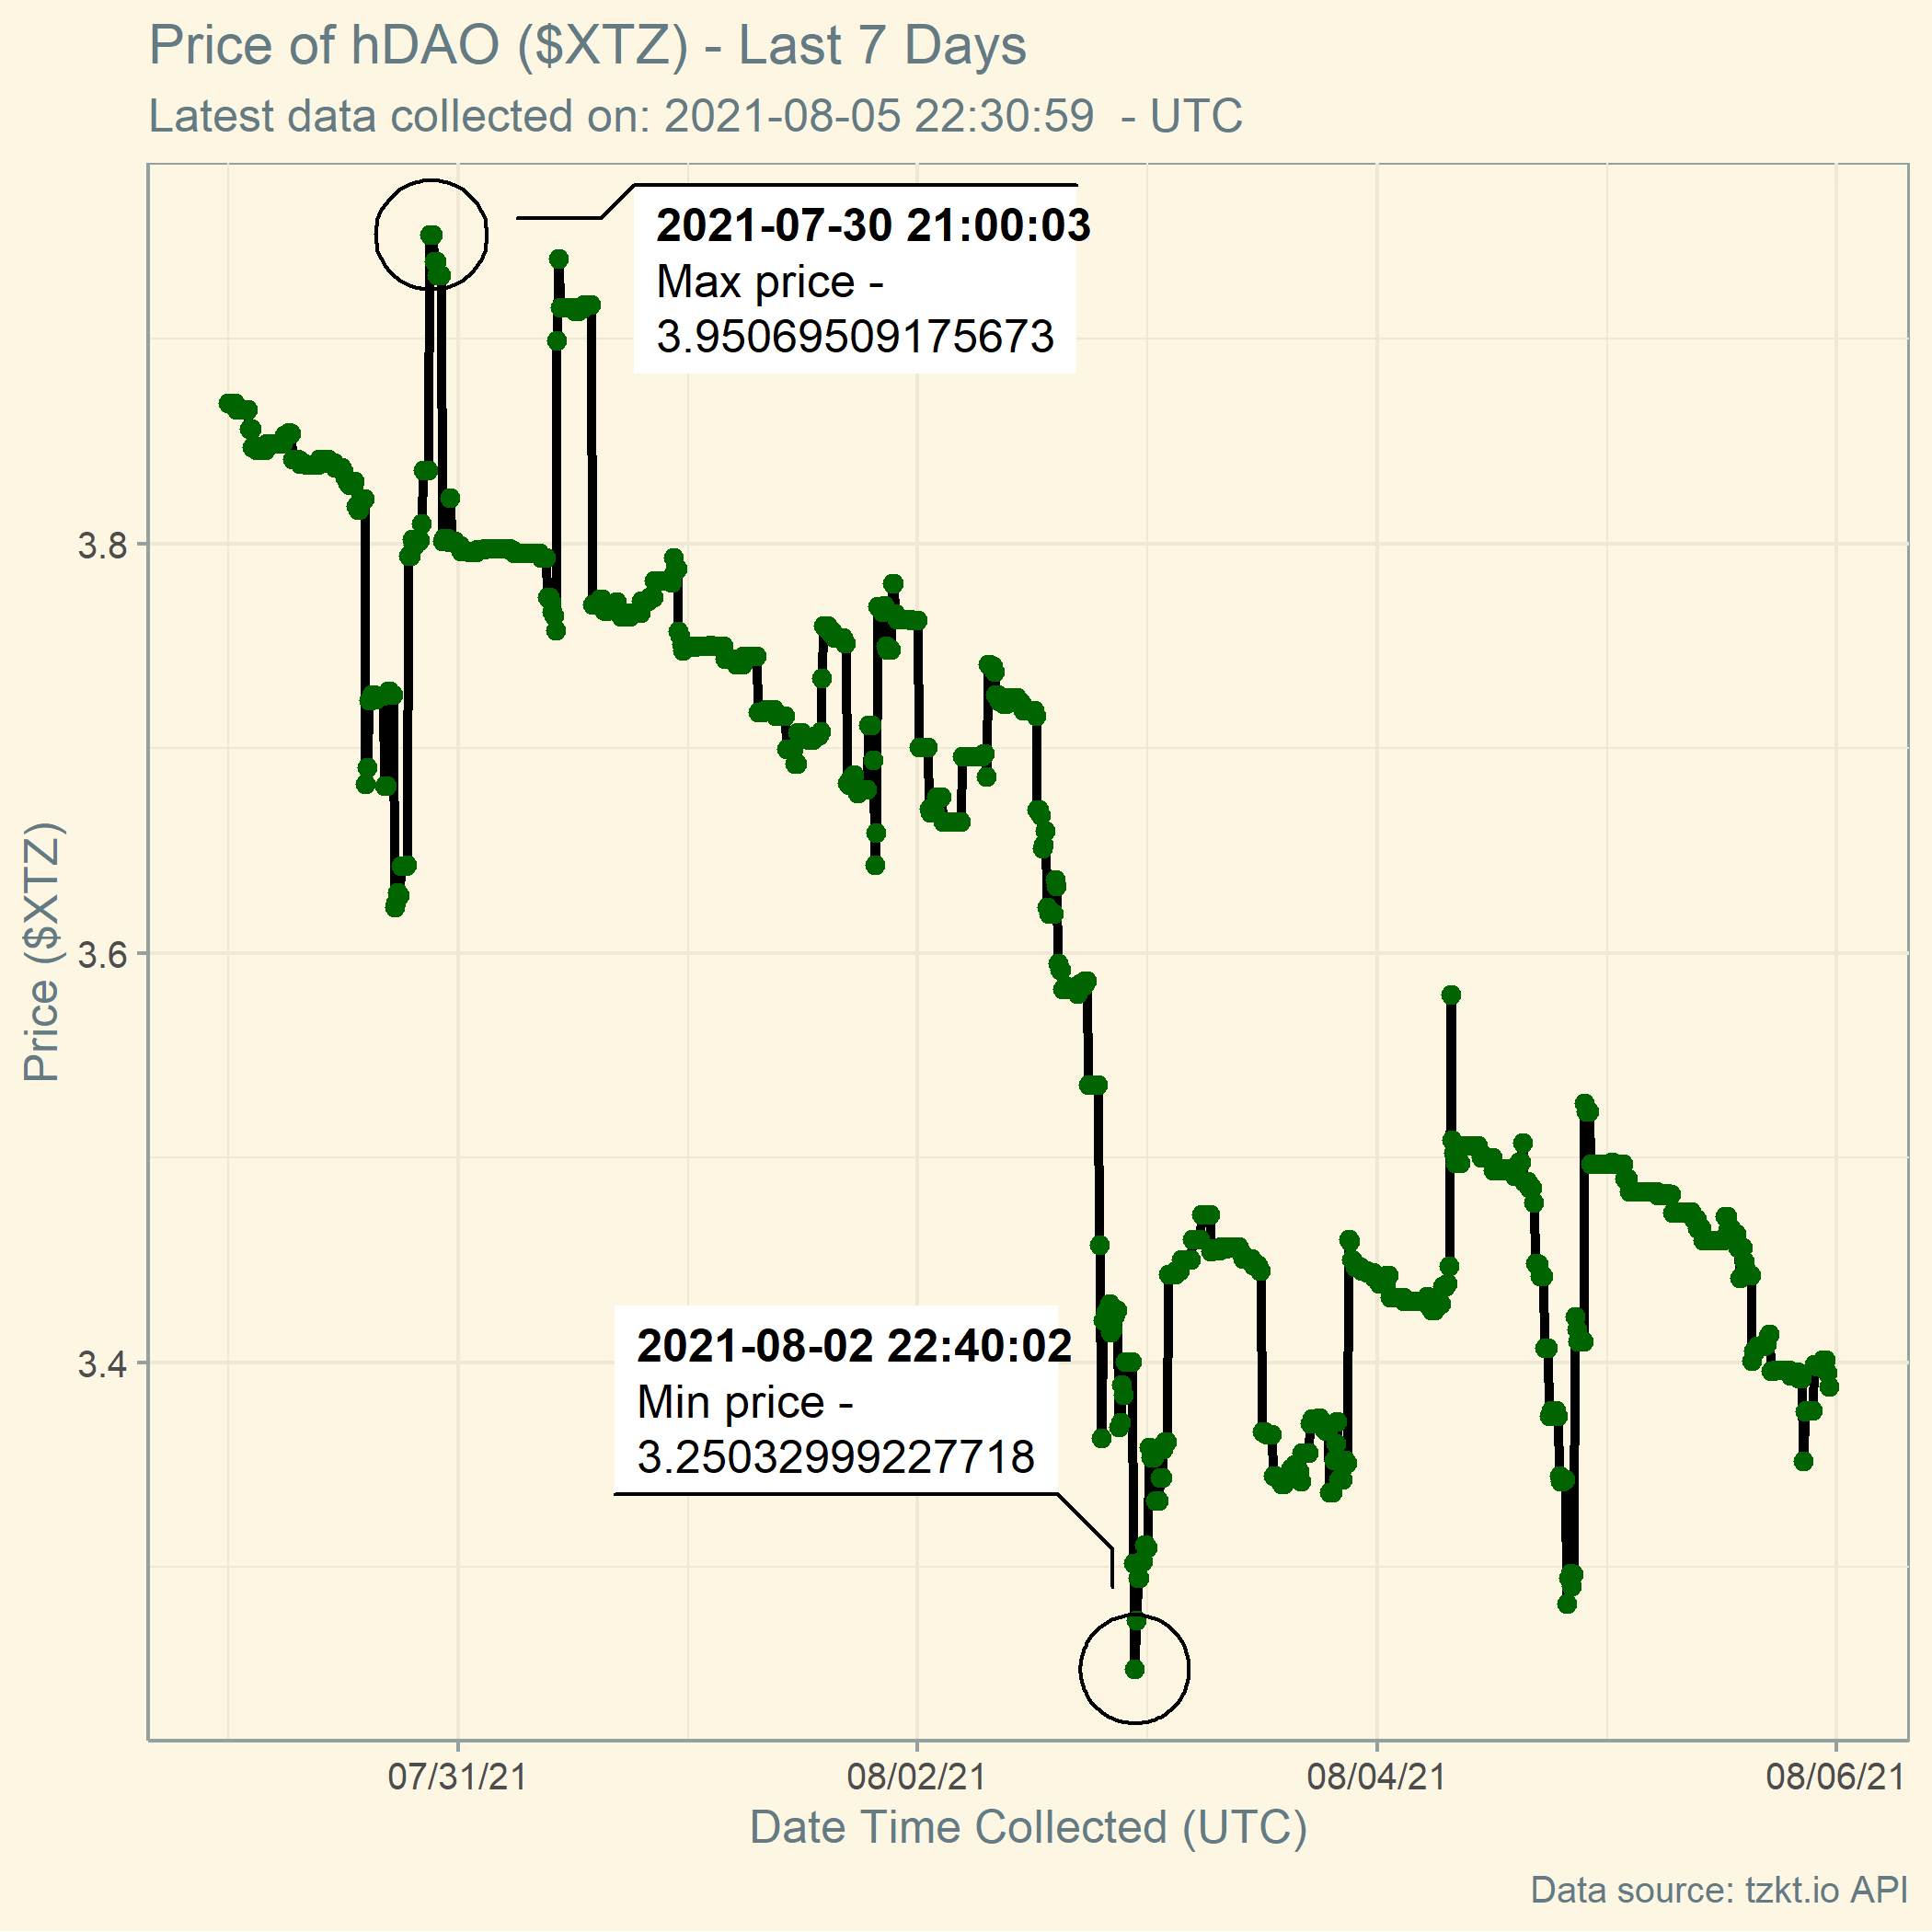 Price of hDAO ($XTZ) - Last 7 Days
Latest data collected on: 2021-08-05 22:30:59  - UTC
2021-07-30 21:00:03
Max price -
3.95069509175673
3.8
3.6
3.4
Price ($XTZ)
2021-08-02 22:40:02
Min price -
3.25032999227718
07/31/21
08/02/21
08/04/21
08/06/21
Date Time Collected (UTC)
Data source: tzkt.io API